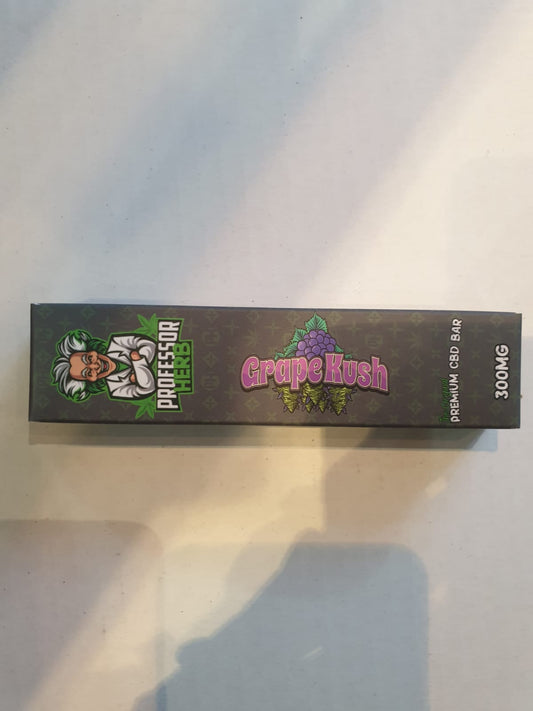 PROFESSOR
HERB
Grape Kush
PREMIUM CBD BAR
300MG